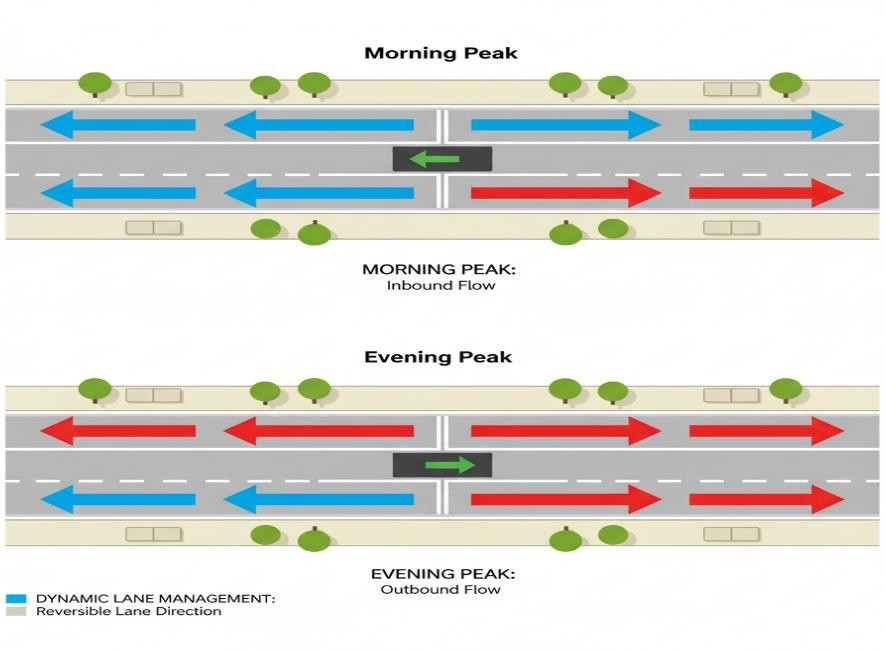 Morning Peak
MORNING PEAK:
Inbound Flow
Evening Peak
EVENING PEAK:
Outbound Flow
DYNAMIC LANE MANAGEMENT:
Reversible Lane Direction